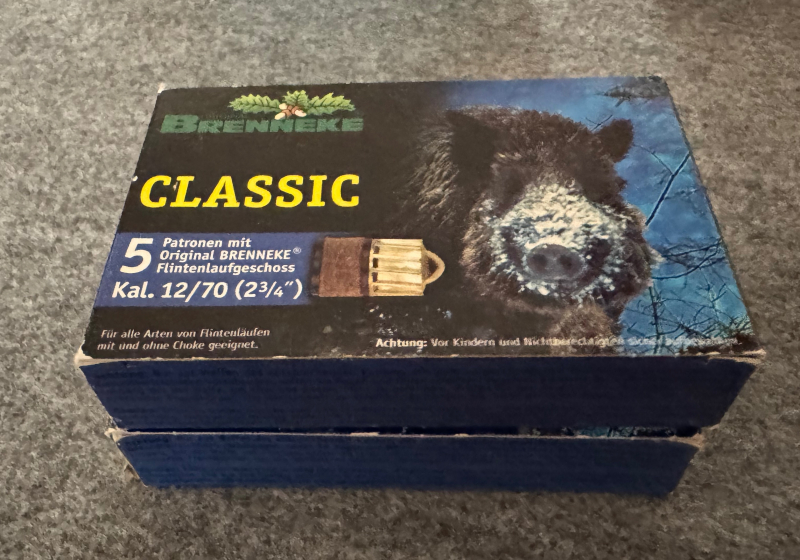 BRENNEKE
CLASSIC
5 Patronen mit
Original BRENNEKE®
Flintenlaufgeschoss
Kal. 12/70 (2¾")
Für alle Arten von Flintenläufen
mit und ohne Choke geeignet.
Achtung: Vor Kindern und